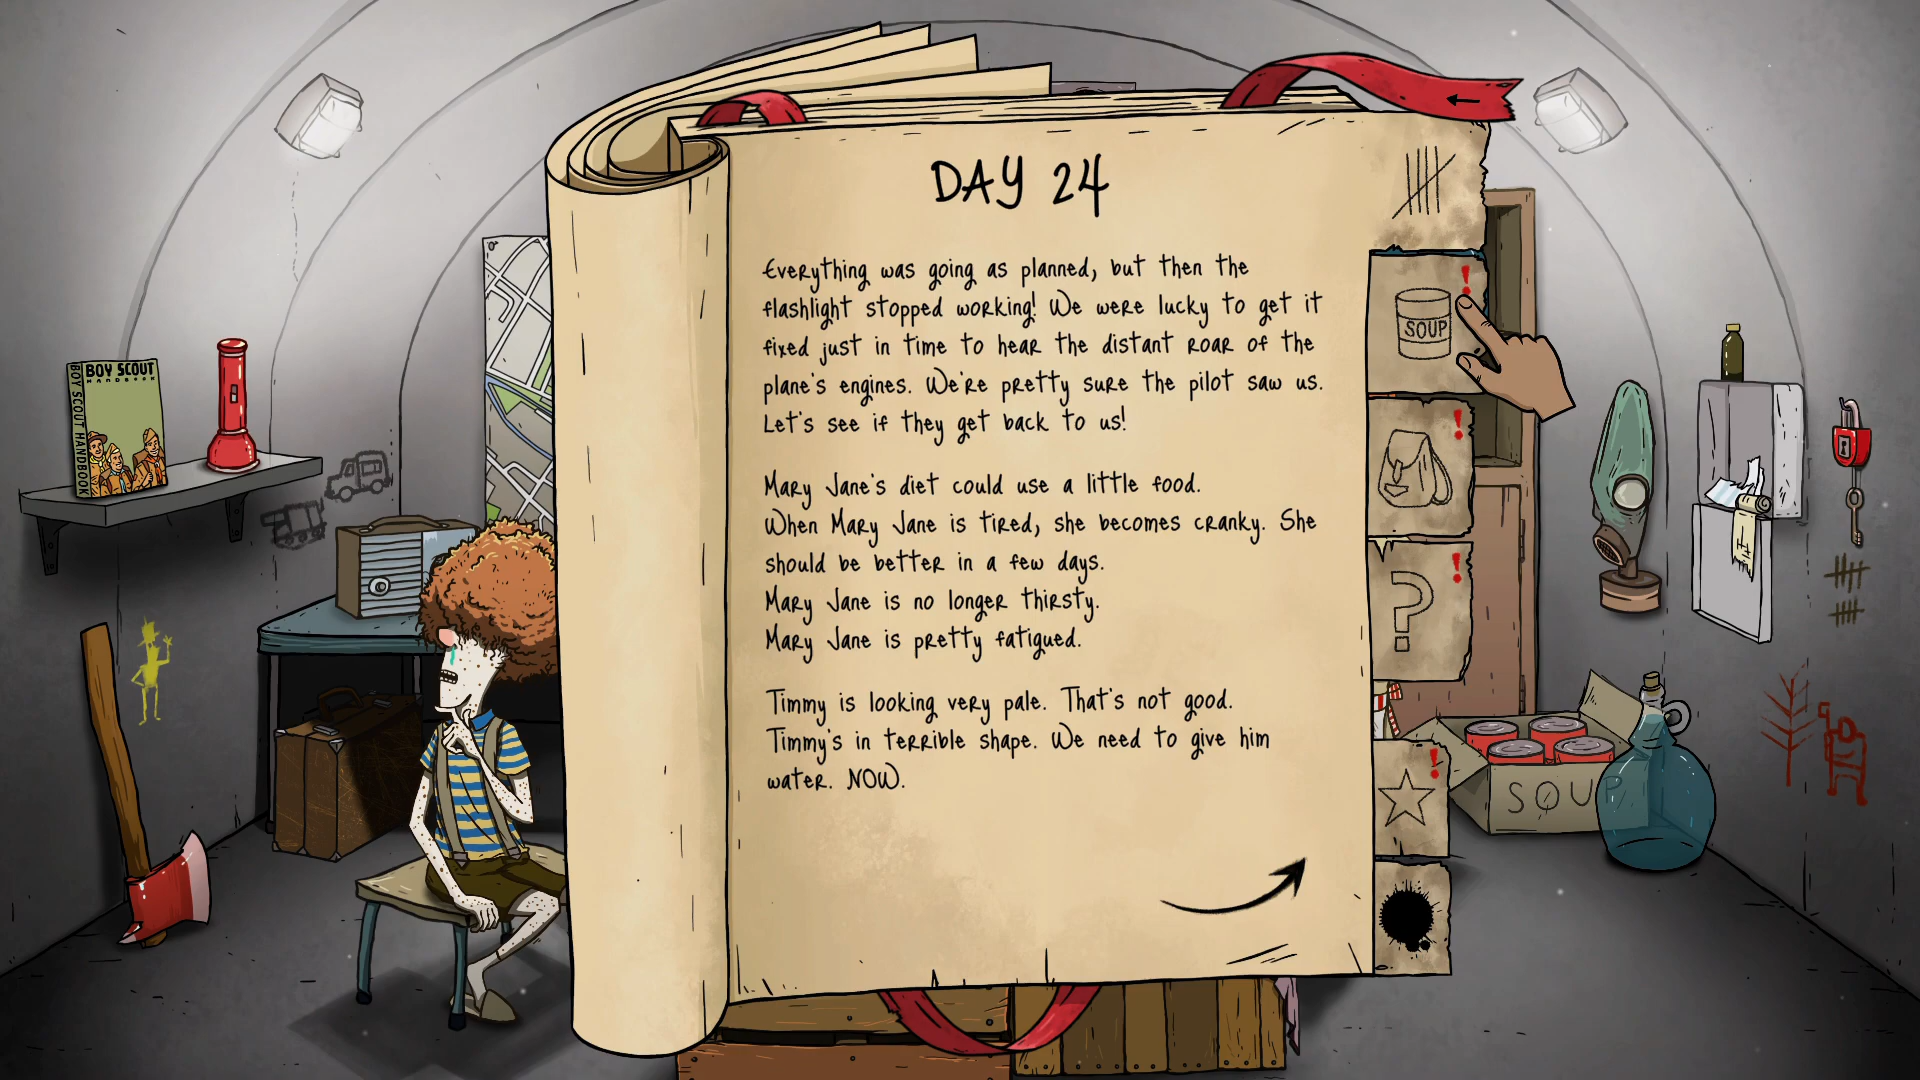 DAY 24
Everything was going as planned, but then the
flashlight stopped working! We were lucky to get it
fixed just in time to hear the distant roar of the
plane's engines. We're pretty sure the pilot saw us.
Let's see if they get back to us!
Mary Jane's diet could use a little food.
When Mary Jane is tired, she becomes cranky. She
should be better in a few days.
Mary Jane is no longer thirsty.
Mary Jane is pretty fatigued.
Timmy is looking very pale. That's not good.
Timmy's in terrible shape. We need to give him
water. NOW.
!
SOUP
!
?
!
!
BOY SCOUT
HANDBOOK
BOY SCOUT HANDBOOK
SOUP